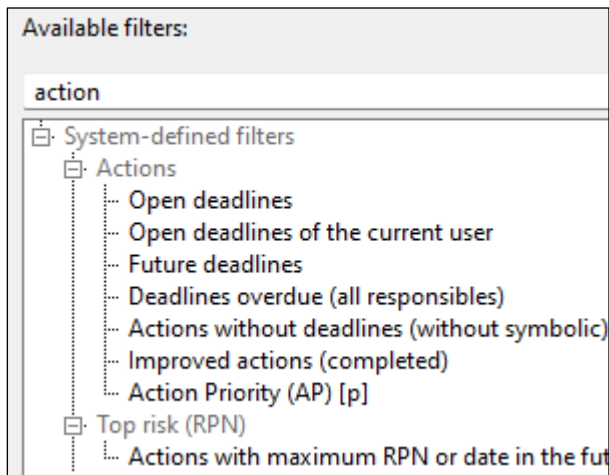 Available filters:
action
System-defined filters
Actions
Open deadlines
Open deadlines of the current user
Future deadlines
Deadlines overdue (all responsibles)
Actions without deadlines (without symbolic)
Improved actions (completed)
Action Priority (AP) [p]
Top risk (RPN)
Actions with maximum RPN or date in the